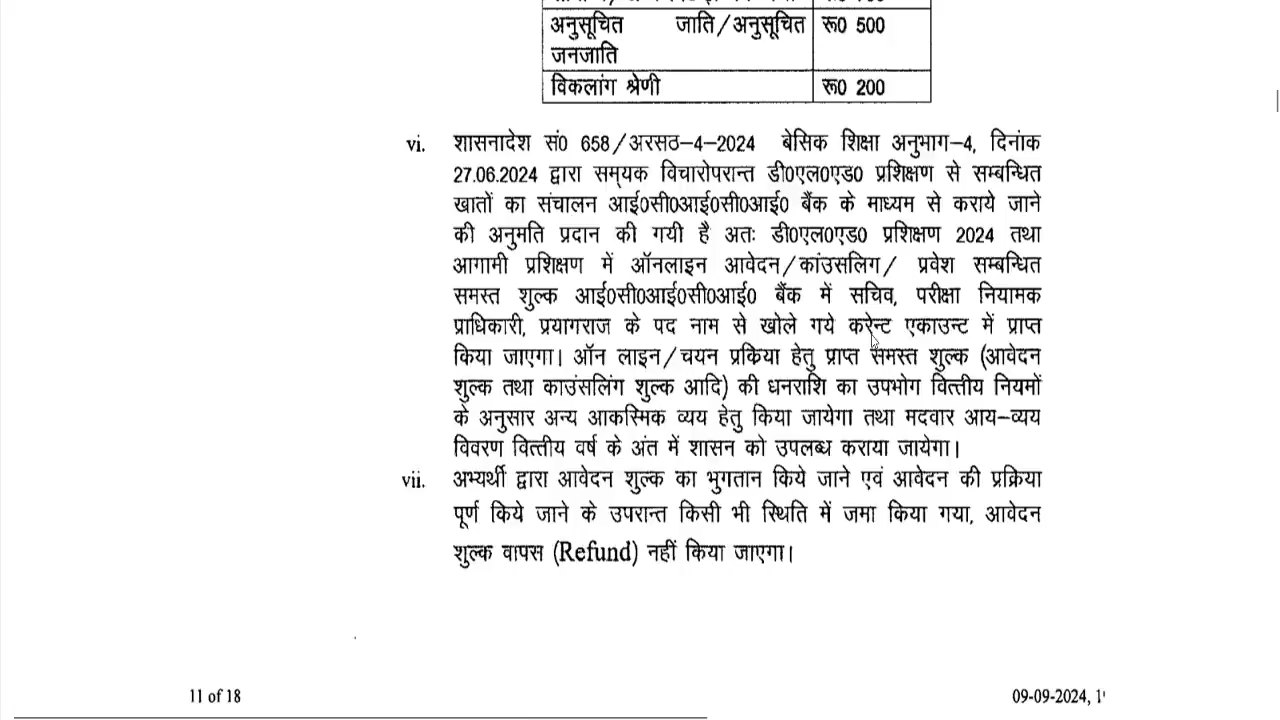 अनुसूचित जाति/अनुसूचित रू0 500
जनजाति
विकलांग श्रेणी रू0 200
vi. शासनादेश सं0 658/अरसठ-4-2024 बेसिक शिक्षा अनुभाग-4, दिनांक
27.06.2024 द्वारा सम्‌यक विचारोपरान्त डी0एल0एड0 प्रशिक्षण से सम्बन्धित
खातों का संचालन आई0सी0आई0सी0आई0 बैंक के माध्यम से कराये जाने
की अनुमति प्रदान की गयी है अतः डी0एल0एड0 प्रशिक्षण 2024 तथा
आगामी प्रशिक्षण में ऑनलाइन आवेदन/कांउसलिग/ प्रवेश सम्बन्धित
समस्त शुल्क आई0सी0आई0सी0आई0 बैंक में सचिव, परीक्षा नियामक
प्राधिकारी, प्रयागराज के पद नाम से खोले गये करेन्ट एकाउन्ट में प्राप्त
किया जाएगा। ऑन लाइन/चयन प्रकिया हेतु प्राप्त समस्त शुल्क (आवेदन
शुल्क तथा काउंसलिंग शुल्क आदि) की धनराशि का उपभोग वित्तीय नियमों
के अनुसार अन्य आकस्मिक व्यय हेतु किया जायेगा तथा मदवार आय-व्यय
विवरण वित्तीय वर्ष के अंत में शासन को उपलब्ध कराया जायेगा।
vii. अभ्यर्थी द्वारा आवेदन शुल्क का भुगतान किये जाने एवं आवेदन की प्रक्रिया
पूर्ण किये जाने के उपरान्त किसी भी स्थिति में जमा किया गया, आवेदन
शुल्क वापस (Refund) नहीं किया जाएगा।
11 of 18 09-09-2024,